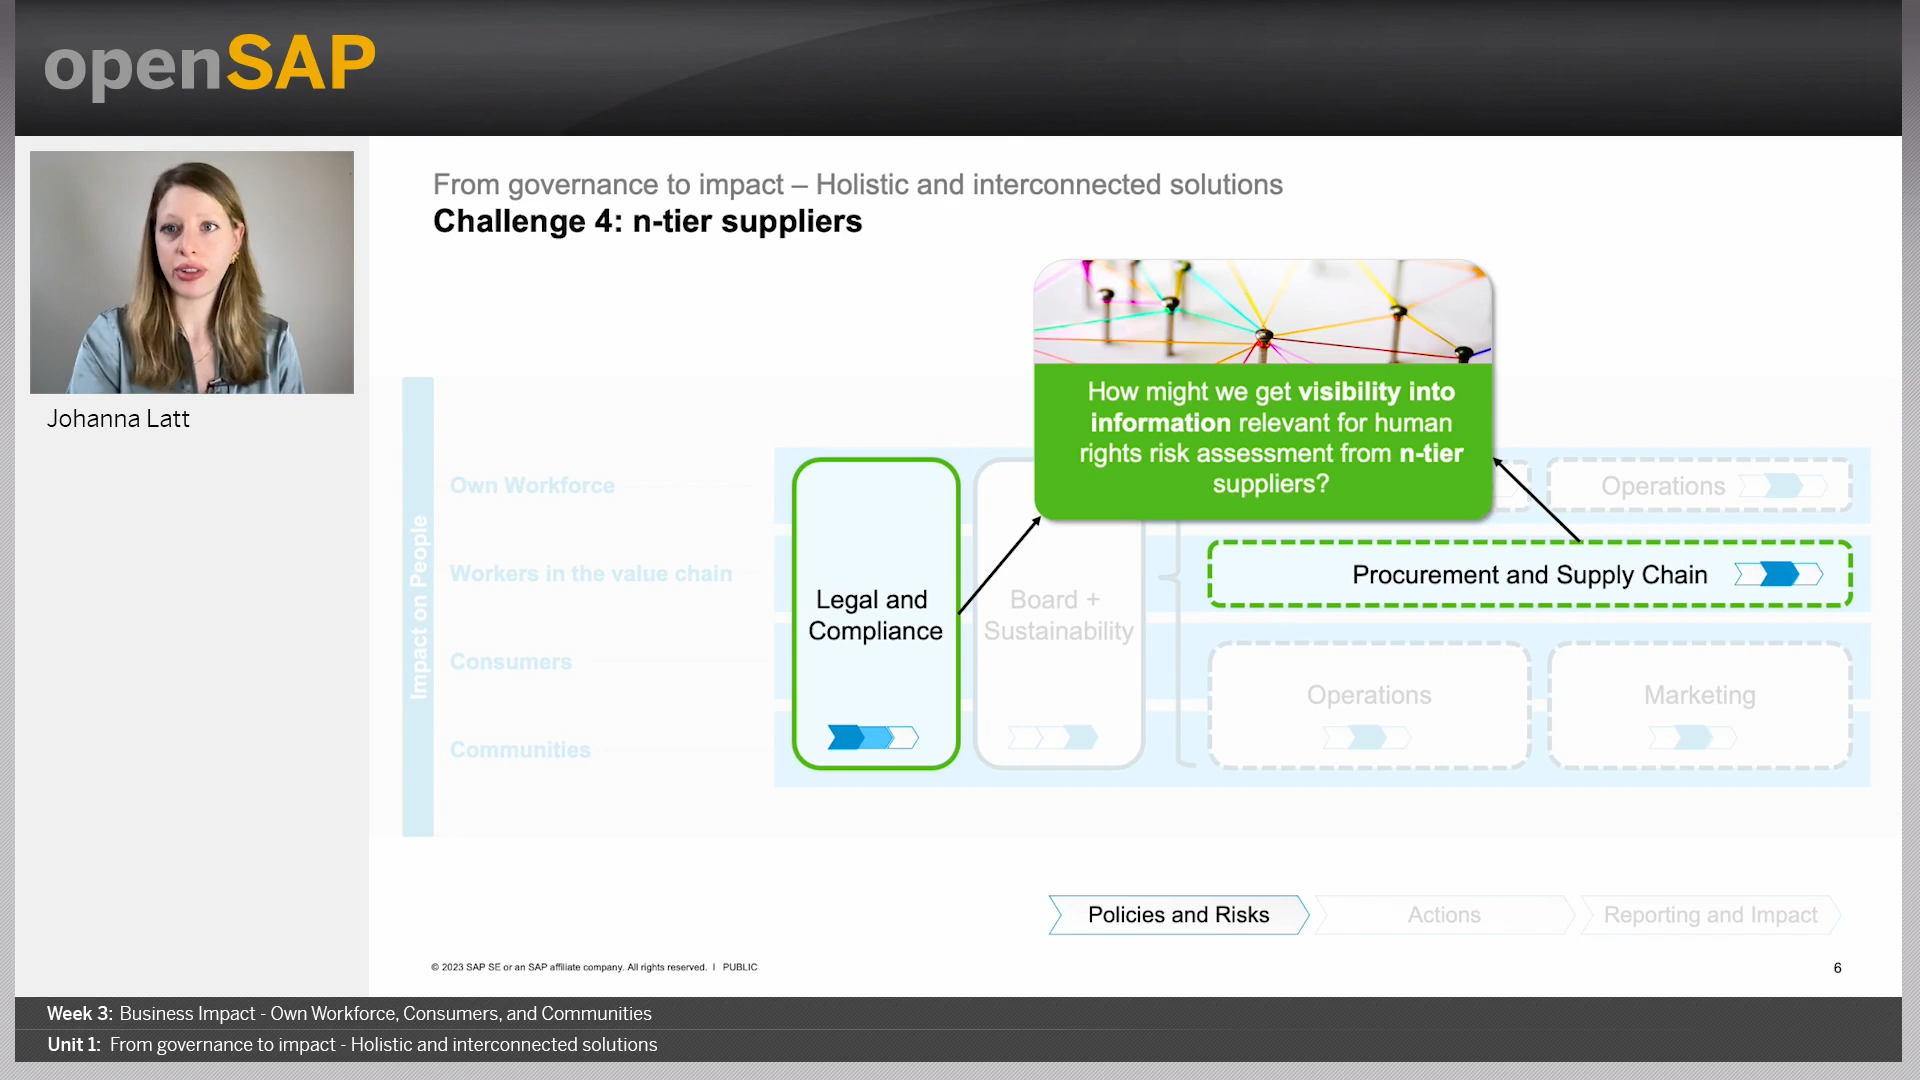 openSAP
Johanna Latt
From governance to impact – Holistic and interconnected solutions
Challenge 4: n-tier suppliers
How might we get visibility into
information relevant for human
rights risk assessment from n-tier
suppliers?
Impact on People
Own Workforce
Workers in the value chain
Consumers
Communities
Legal and
Compliance
Board +
Sustainability
Operations
Procurement and Supply Chain
Operations
Marketing
Policies and Risks
Actions
Reporting and Impact
© 2023 SAP SE or an SAP affiliate company. All rights reserved. I PUBLIC
6
Week 3: Business Impact - Own Workforce, Consumers, and Communities
Unit 1: From governance to impact - Holistic and interconnected solutions